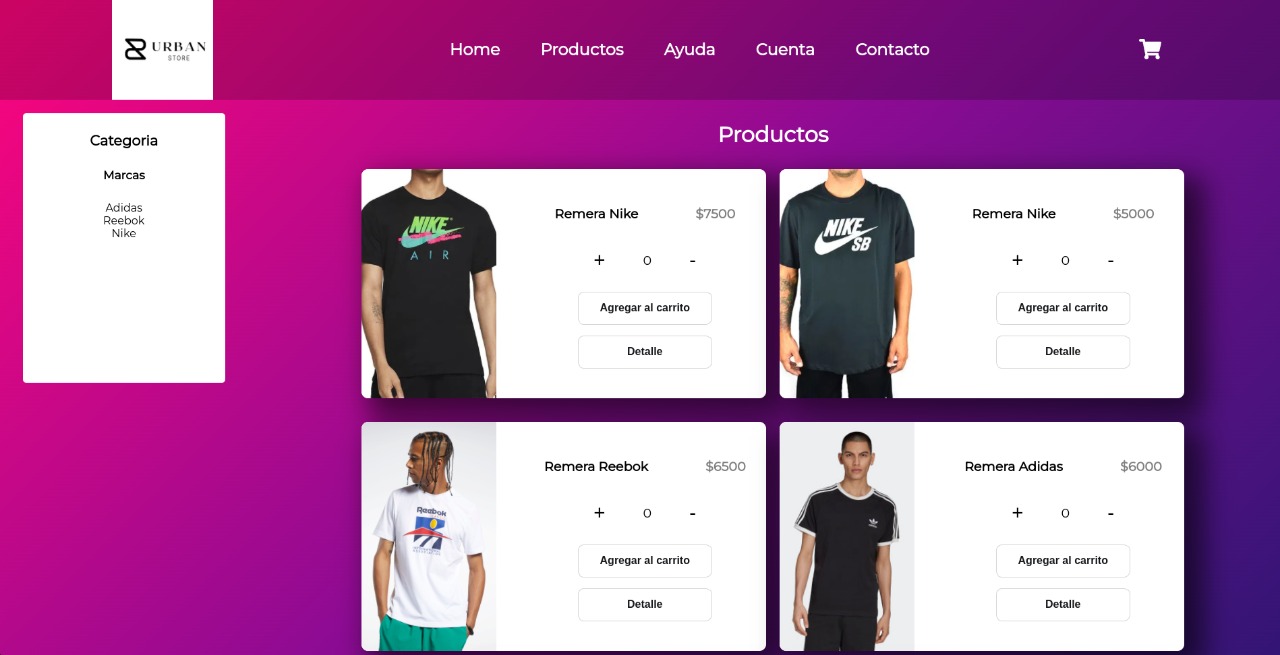 URBAN
STORE
Home Productos Ayuda Cuenta Contacto
Categoria
Marcas
Adidas
Reebok
Nike
Productos
NIKE
AIR
Remera Nike $7500
+ 0 -
Agregar al carrito
Detalle
NIKE
SB
Remera Nike $5000
+ 0 -
Agregar al carrito
Detalle
Reebok
Remera Reebok $6500
+ 0 -
Agregar al carrito
Detalle
Remera Adidas $6000
+ 0 -
Agregar al carrito
Detalle